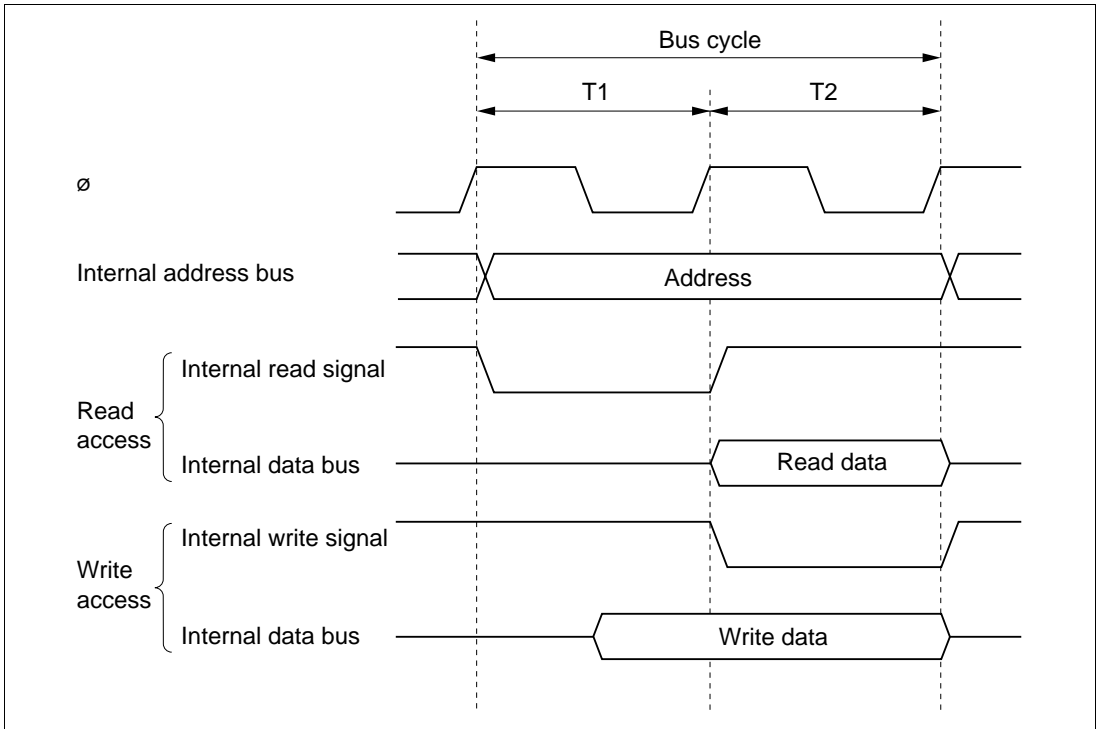 Bus cycle
T1
T2
ø
Internal address bus
Address
Internal read signal
Read
access
Internal data bus
Read data
Internal write signal
Write
access
Internal data bus
Write data